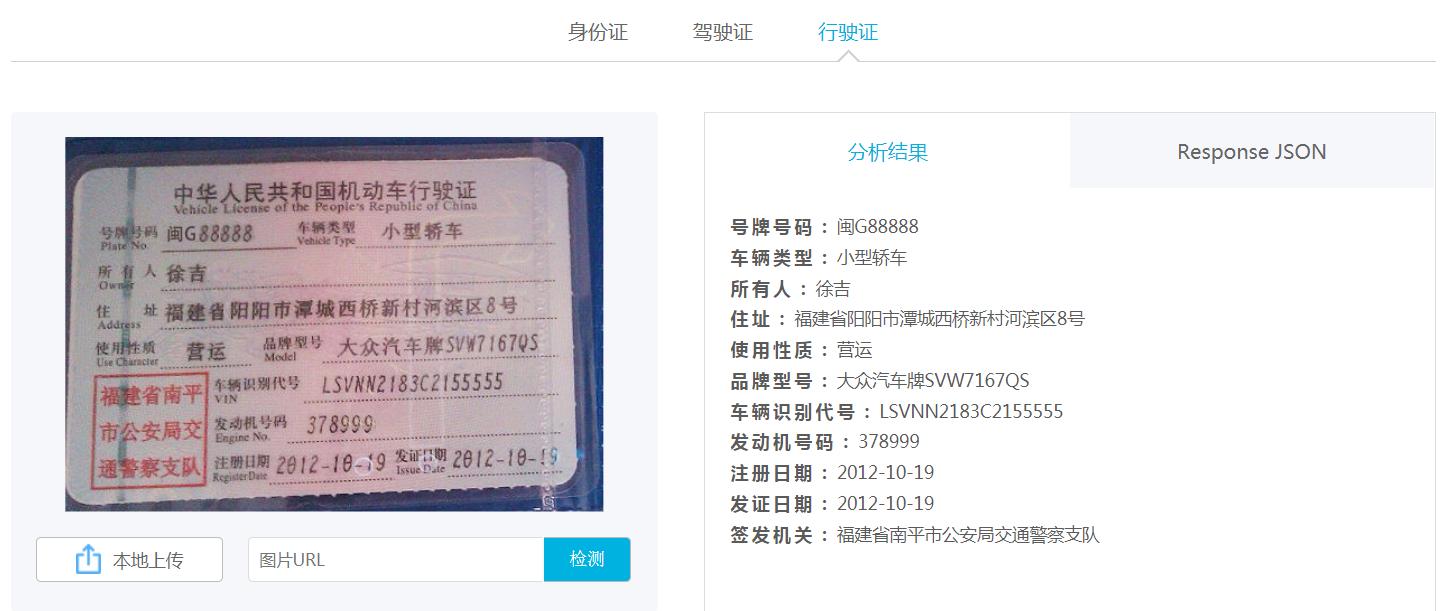 身份证
驾驶证
行驶证
中华人民共和国机动车行驶证
Vehicle License of the People's Republic of China
号牌号码 闽G88888 车辆类型 小型轿车
Plate No. Vehicle Type
所有人 徐吉
Owner
住址 福建省阳阳市潭城西桥新村河滨区8号
Address
使用性质 营运 品牌型号 大众汽车牌SVW7167QS
Use Character Model
福建省南平
市公安局交
通警察支队
车辆识别代号 LSVNN2183C2155555
VIN
发动机号码 378999
Engine No.
注册日期 2012-10-19 发证日期 2012-10-19
Register Date Issue Date
本地上传
图片URL
检测
分析结果
Response JSON
号牌号码：闽G88888
车辆类型：小型轿车
所有人：徐吉
住址：福建省阳阳市潭城西桥新村河滨区8号
使用性质：营运
品牌型号：大众汽车牌SVW7167QS
车辆识别代号：LSVNN2183C2155555
发动机号码：378999
注册日期：2012-10-19
发证日期：2012-10-19
签发机关：福建省南平市公安局交通警察支队